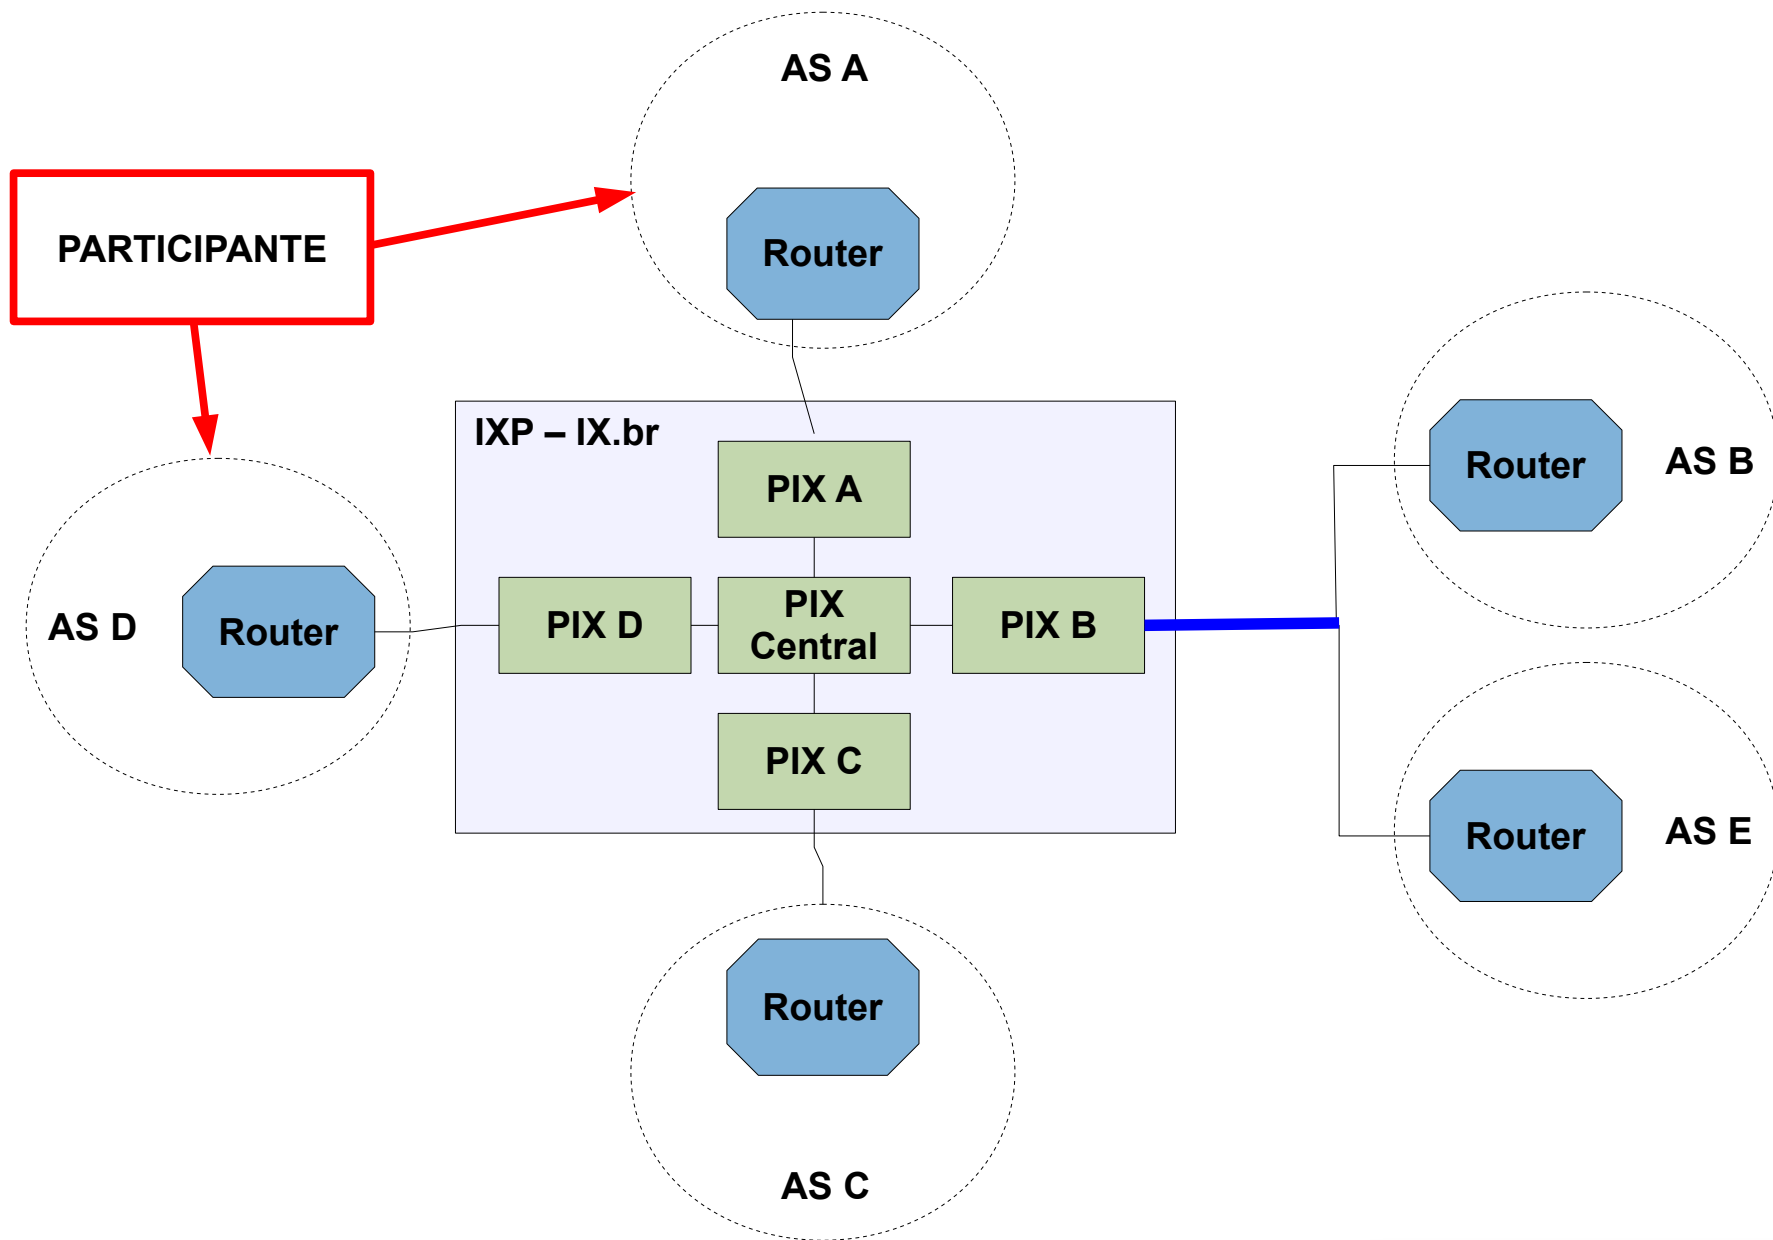 AS A
PARTICIPANTE
Router
IXP – IX.br
PIX A
Router
AS B
AS D
Router
PIX D
PIX
Central
PIX B
PIX C
Router
AS E
Router
AS C